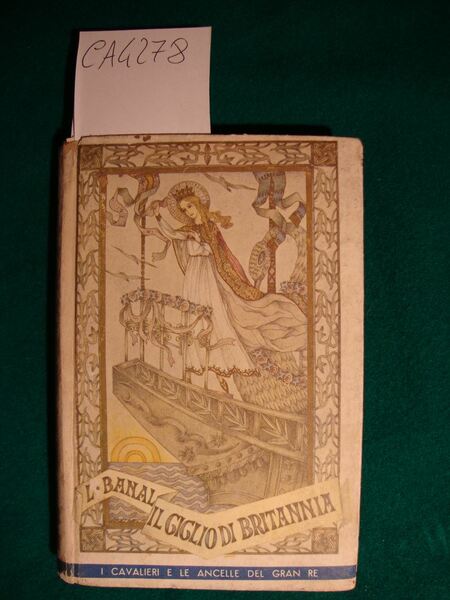 CA4278
L. BANAL
IL GIGLIO DI BRITANNIA
I CAVALIERI E LE ANCELLE DEL GRAN RE